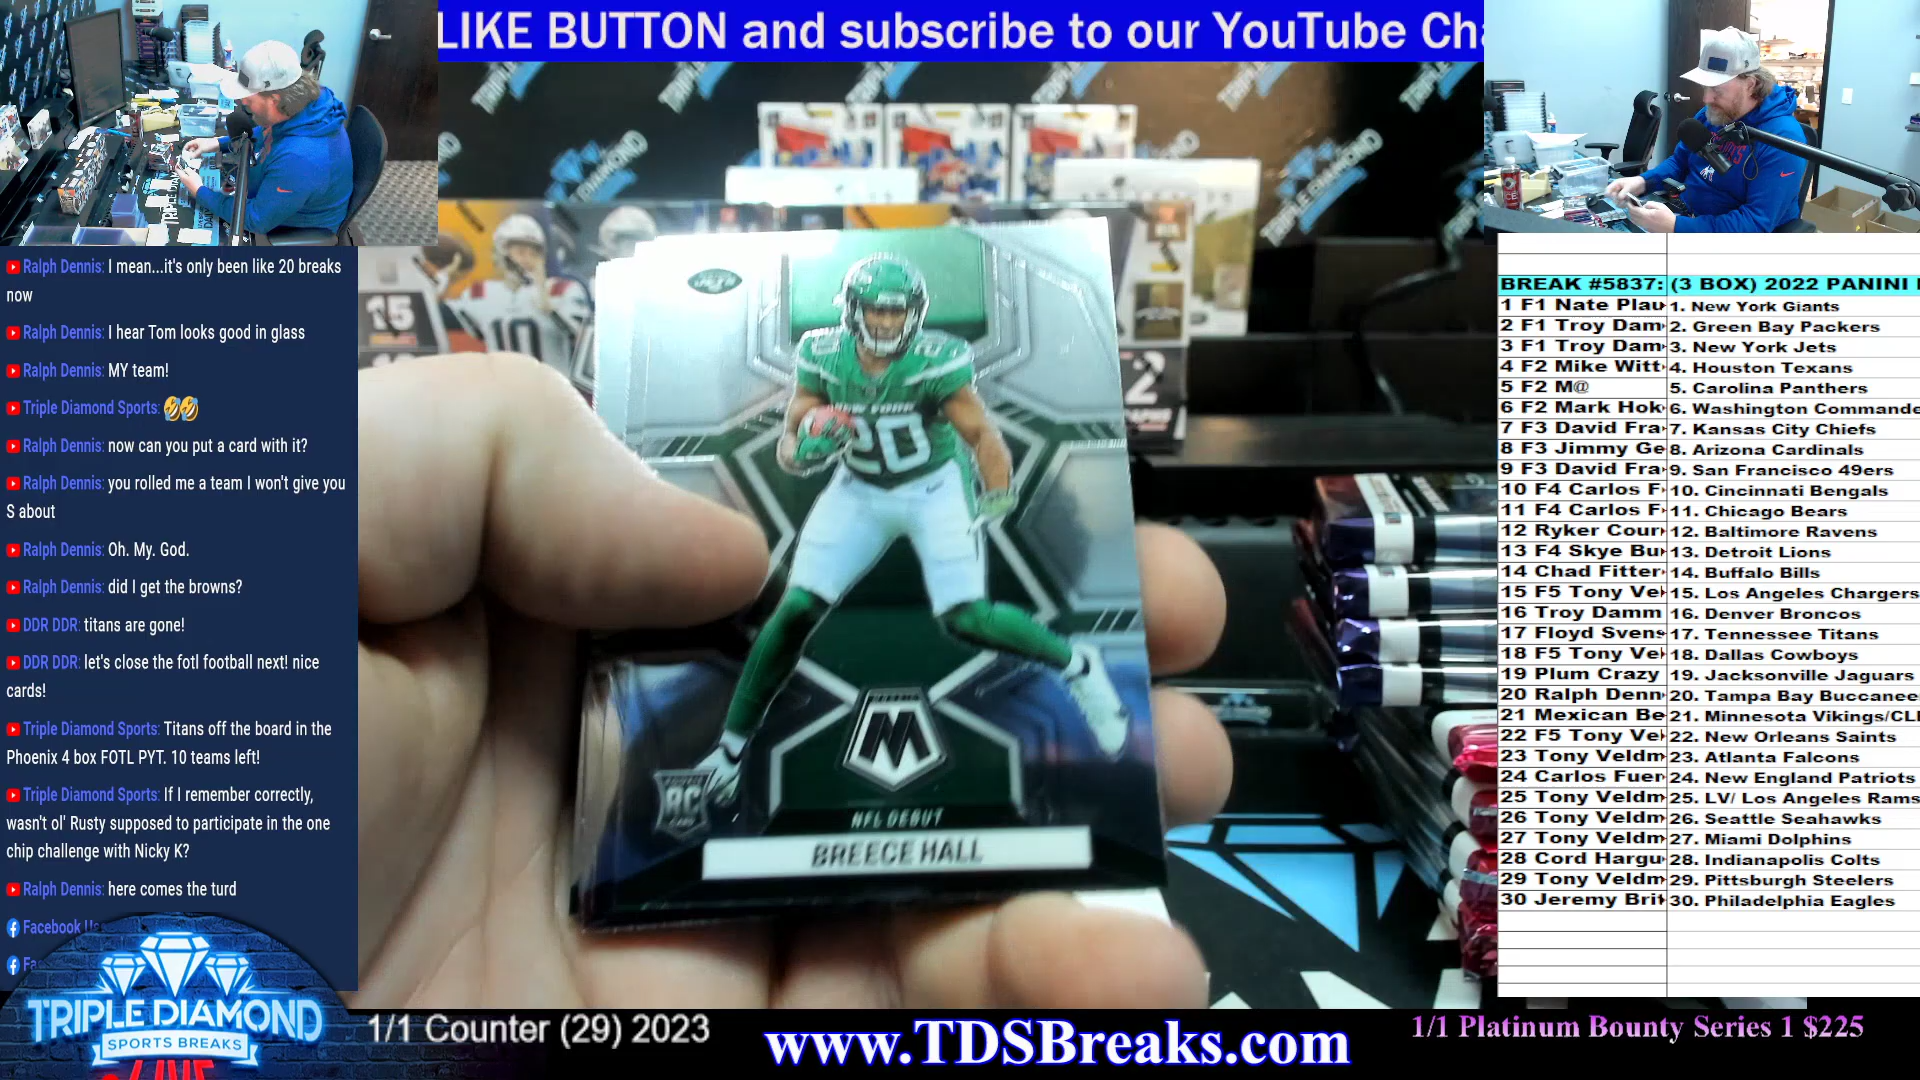 LIKE BUTTON and subscribe to our YouTube Cha
Ralph Dennis: I mean...it's only been like 20 breaks
now
Ralph Dennis: I hear Tom looks good in glass
Ralph Dennis: MY team!
Triple Diamond Sports: 🤣🤣
Ralph Dennis: now can you put a card with it?
Ralph Dennis: you rolled me a team I won't give you
S about
Ralph Dennis: Oh. My. God.
Ralph Dennis: did I get the browns?
DDR DDR: titans are gone!
DDR DDR: let's close the fotl football next! nice
cards!
Triple Diamond Sports: Titans off the board in the
Phoenix 4 box FOTL PYT. 10 teams left!
Triple Diamond Sports: If I remember correctly,
wasn't ol' Rusty supposed to participate in the one
chip challenge with Nicky K?
Ralph Dennis: here comes the turd
Facebook
TRIPLE DIAMOND
SPORTS BREAKS
LIVE
15
10
2
JETS
20
NEW YORK
20
M
RC
NFL DEBUT
BREECE HALL
BREAK #5837: (3 BOX) 2022 PANINI
1 F1 Nate Plau 1. New York Giants
2 F1 Troy Dam 2. Green Bay Packers
3 F1 Troy Dam 3. New York Jets
4 F2 Mike Witt 4. Houston Texans
5 F2 M@ 5. Carolina Panthers
6 F2 Mark Hok 6. Washington Commande
7 F3 David Fra 7. Kansas City Chiefs
8 F3 Jimmy Ge 8. Arizona Cardinals
9 F3 David Fra 9. San Francisco 49ers
10 F4 Carlos F 10. Cincinnati Bengals
11 F4 Carlos F 11. Chicago Bears
12 Ryker Cour 12. Baltimore Ravens
13 F4 Skye Bu 13. Detroit Lions
14 Chad Fitter 14. Buffalo Bills
15 F5 Tony Ve 15. Los Angeles Chargers
16 Troy Damm 16. Denver Broncos
17 Floyd Svens 17. Tennessee Titans
18 F5 Tony Ve 18. Dallas Cowboys
19 Plum Crazy 19. Jacksonville Jaguars
20 Ralph Denn 20. Tampa Bay Buccanee
21 Mexican Be 21. Minnesota Vikings/CL
22 F5 Tony Ve 22. New Orleans Saints
23 Tony Veldm 23. Atlanta Falcons
24 Carlos Fuer 24. New England Patriots
25 Tony Veldm 25. LV/ Los Angeles Rams
26 Tony Veldm 26. Seattle Seahawks
27 Tony Veldm 27. Miami Dolphins
28 Cord Hargu 28. Indianapolis Colts
29 Tony Veldm 29. Pittsburgh Steelers
30 Jeremy Bri 30. Philadelphia Eagles
1/1 Counter (29) 2023
www.TDSBreaks.com
1/1 Platinum Bounty Series 1 $225